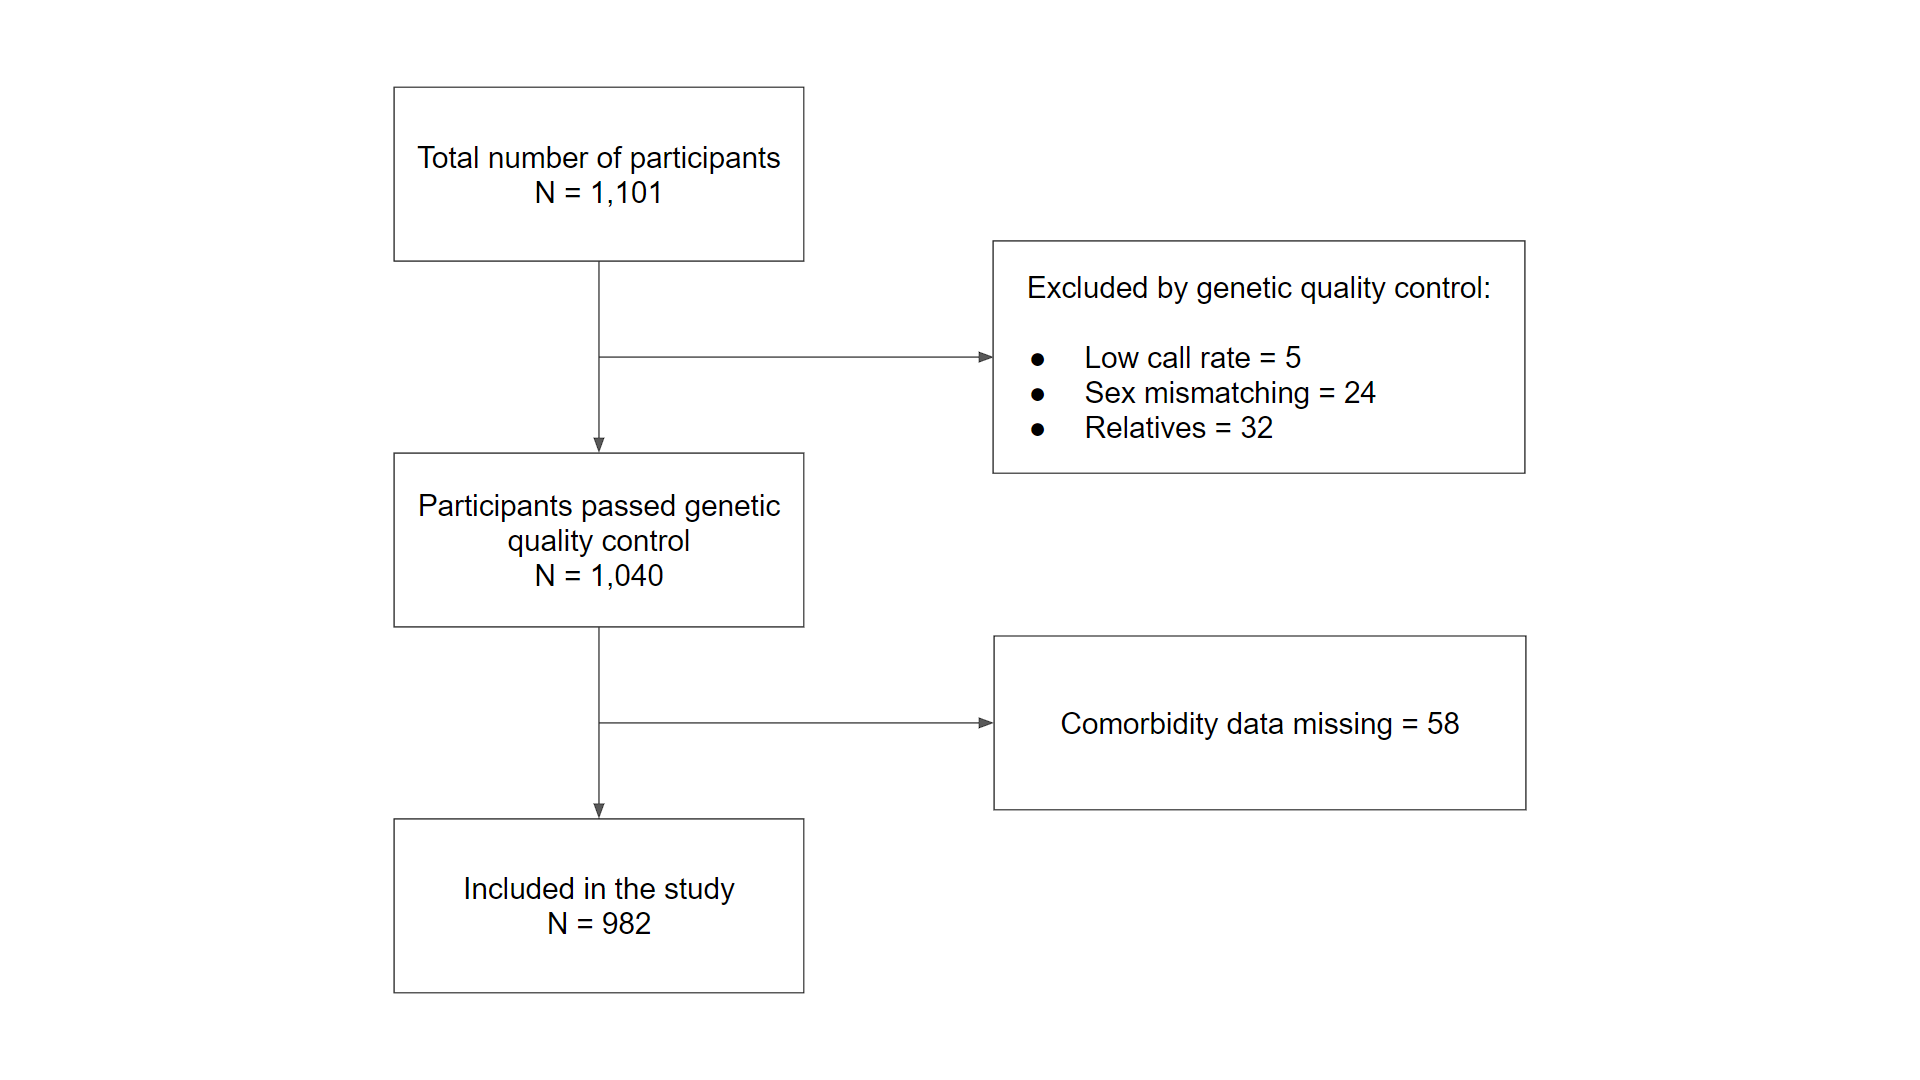 Total number of participants
N = 1,101
Excluded by genetic quality control:
● Low call rate = 5
● Sex mismatching = 24
● Relatives = 32
Participants passed genetic
quality control
N = 1,040
Comorbidity data missing = 58
Included in the study
N = 982